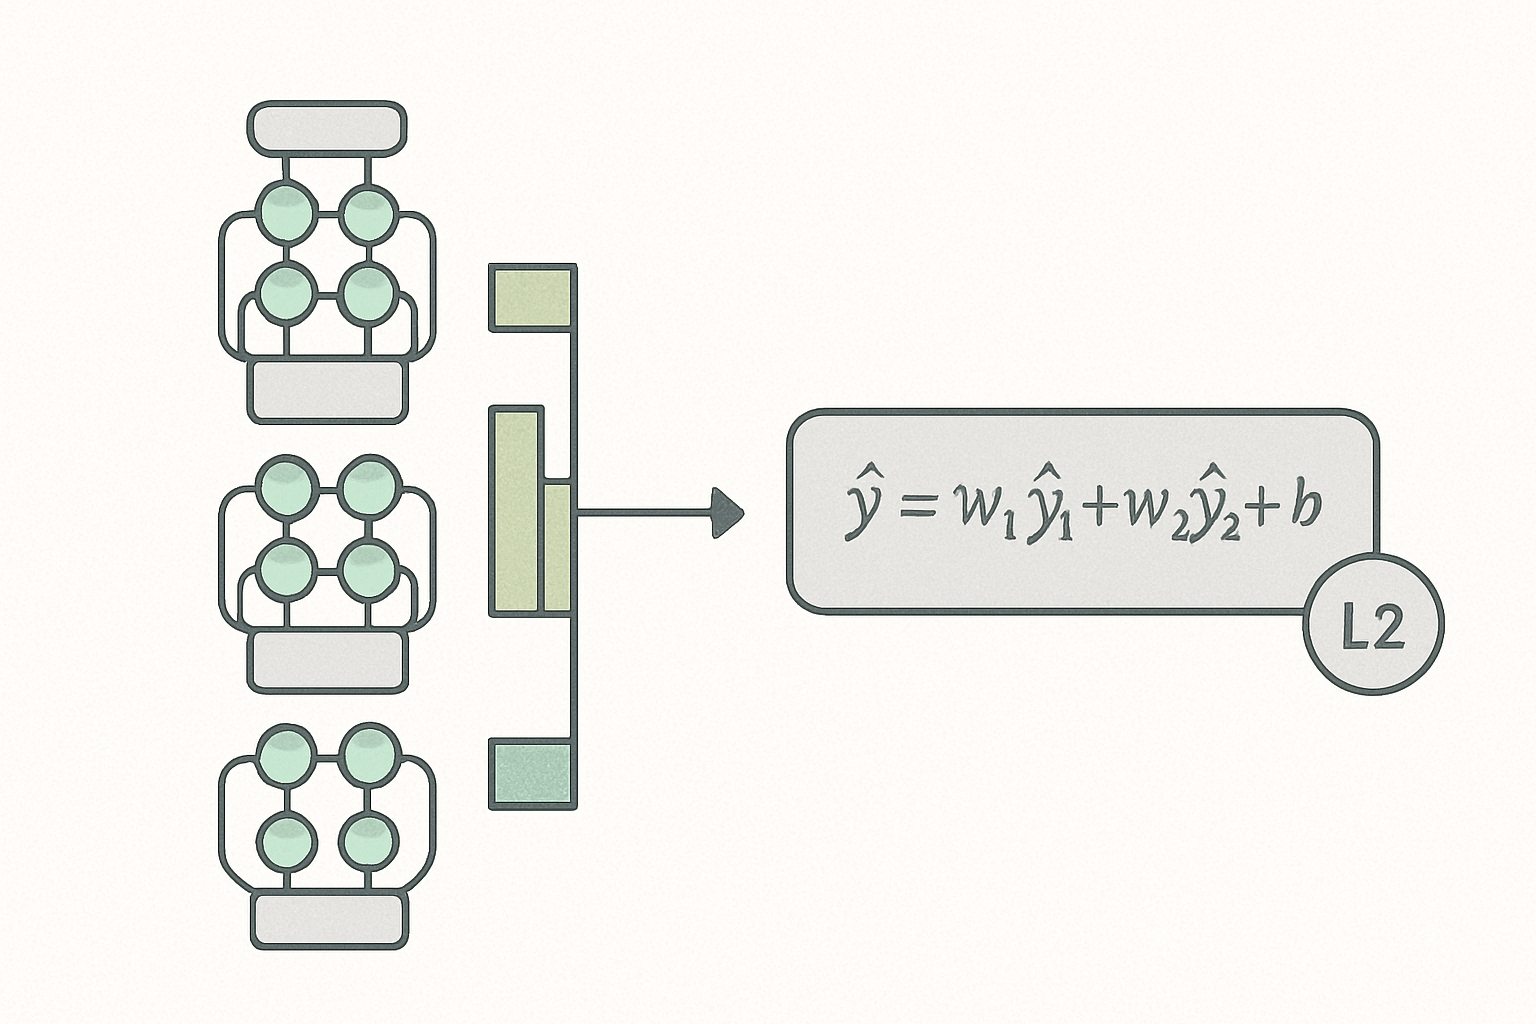 ŷ = w₁ŷ₁+w₂ŷ₂+b
L2